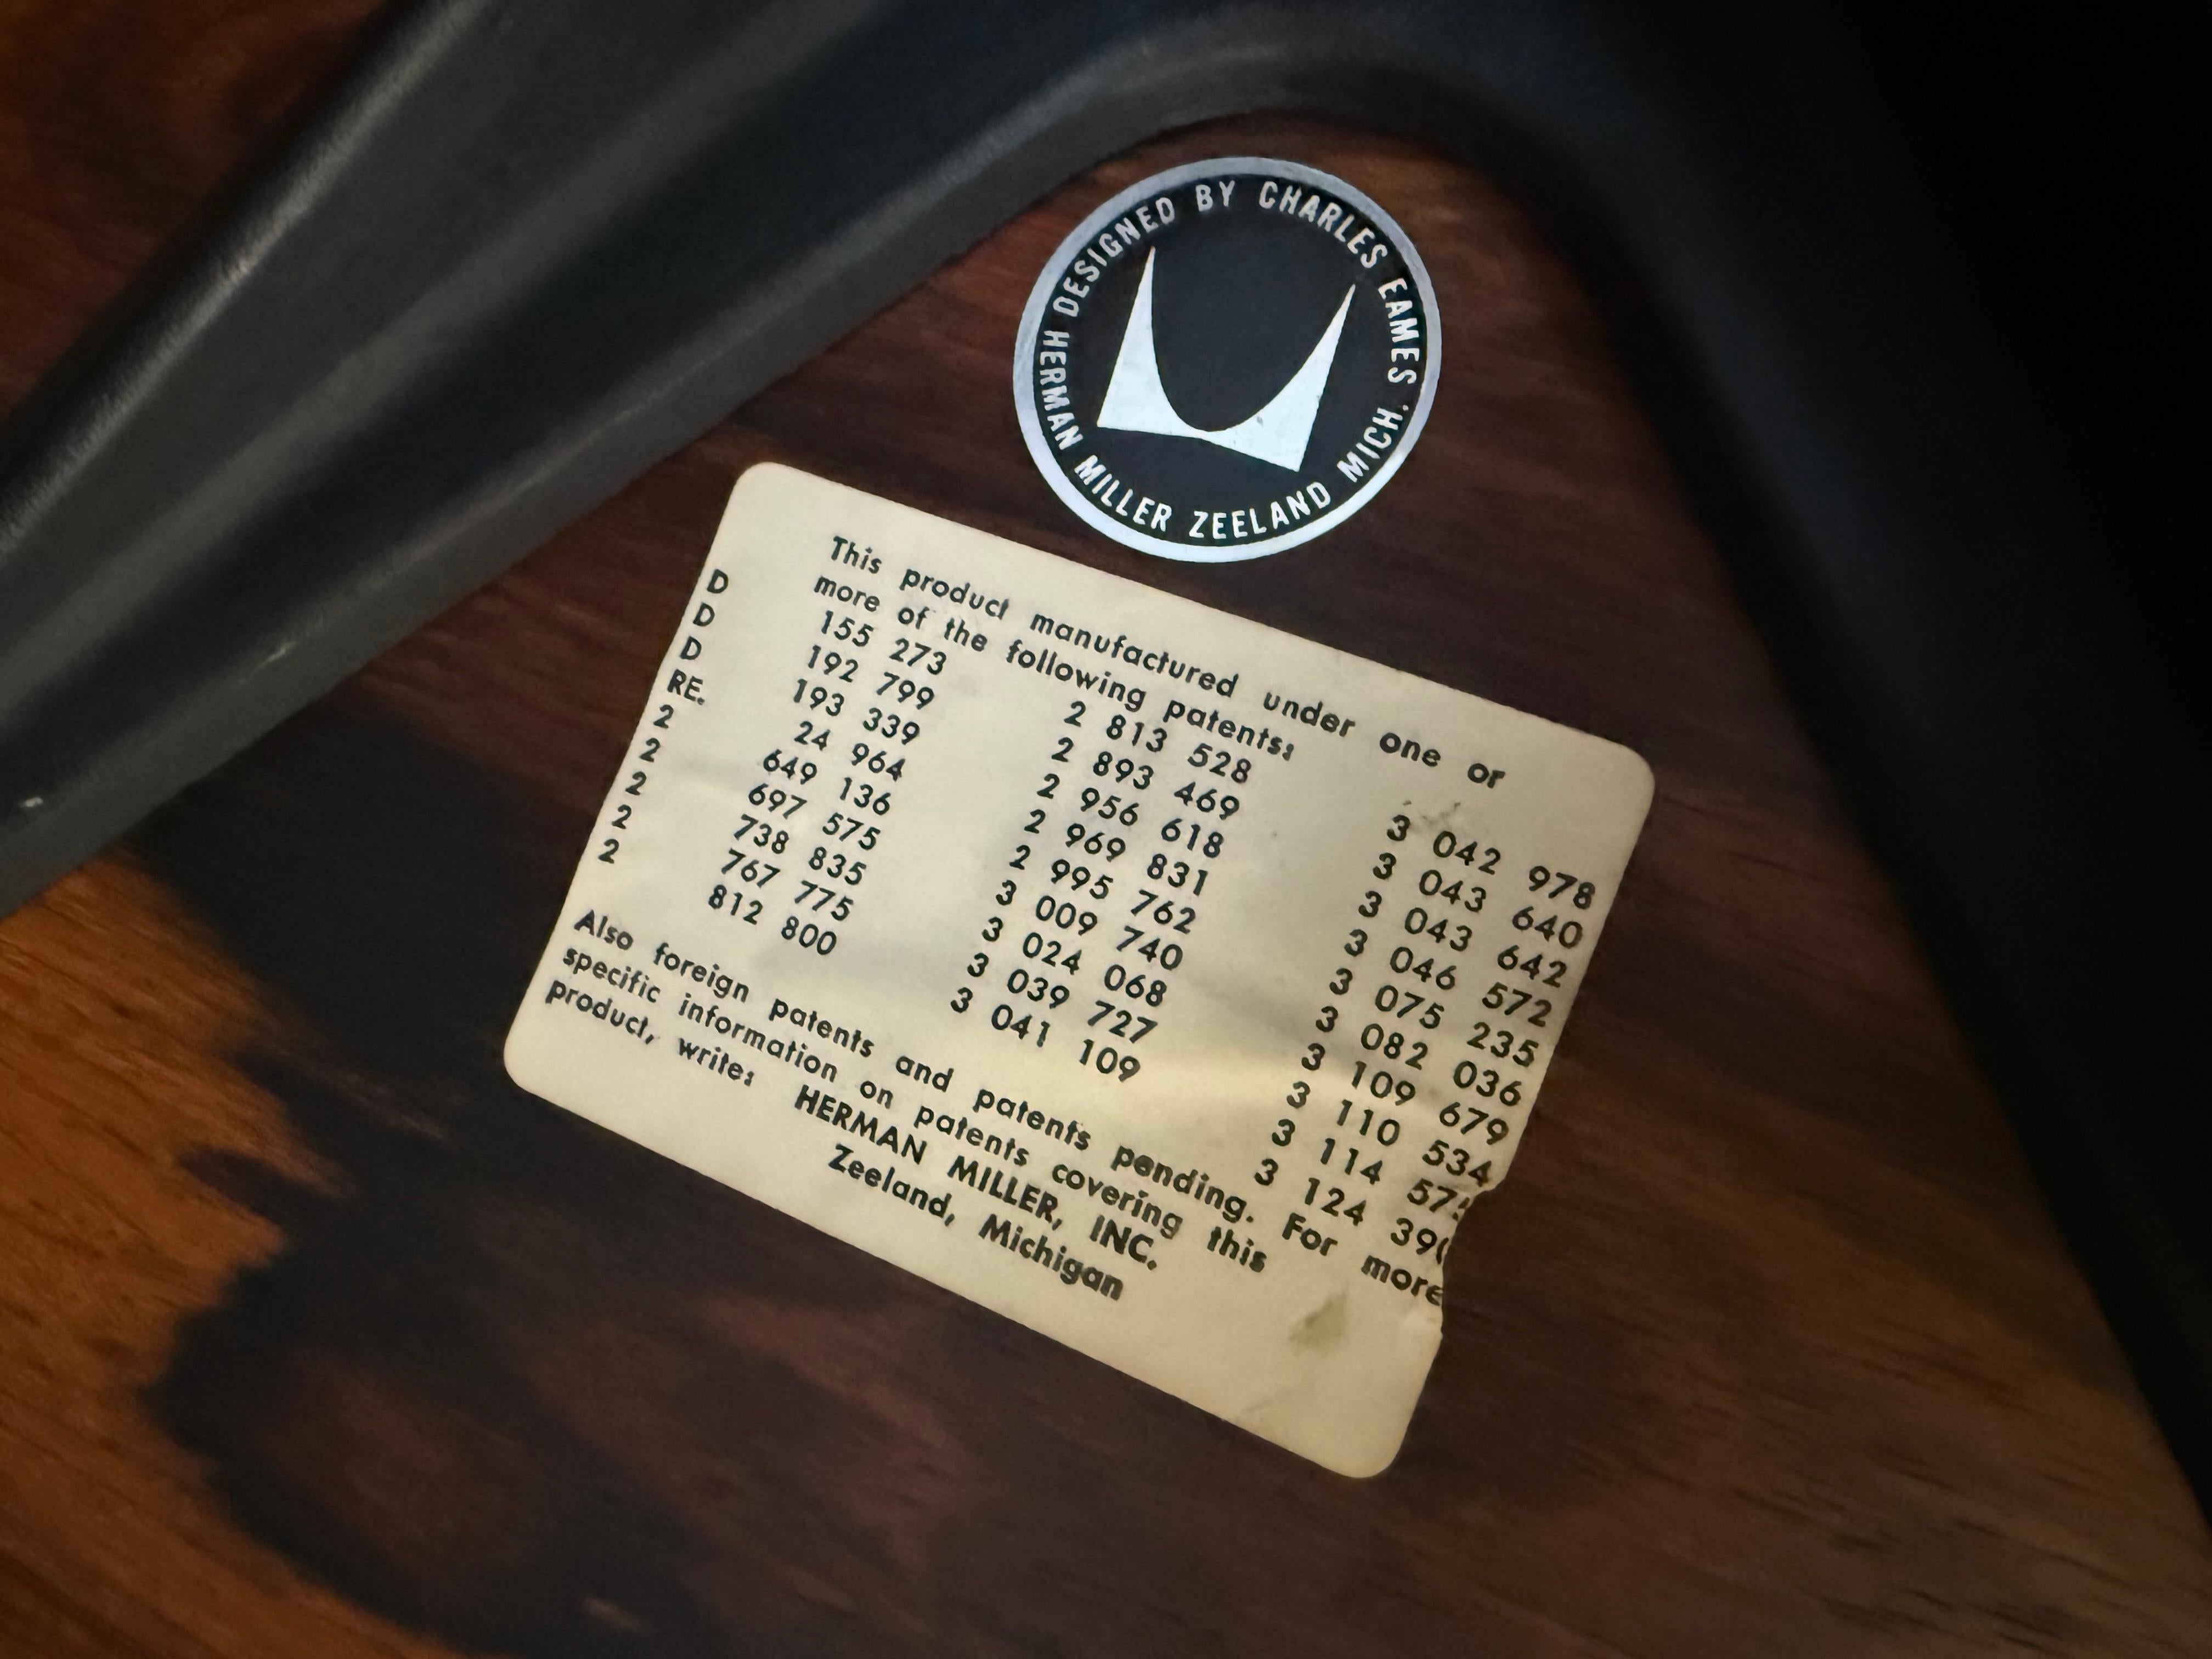 DESIGNED BY CHARLES EAMES
HERMAN MILLER ZEELAND MICH.
This product manufactured under one or
more of the following patents:
D 155 273
D 192 799
D 193 339
RE. 24 964
2 649 136
2 697 575
2 738 835
2 767 775
2 812 800
2 813 528
2 893 469
2 956 618
2 969 831
2 995 762
3 009 740
3 024 068
3 039 727
3 041 109
3 042 978
3 043 640
3 043 642
3 046 572
3 075 235
3 082 036
3 109 679
3 110 534
3 114 575
3 124
Also foreign patents and patents pending. For more
specific information on patents covering this
product, write: HERMAN MILLER, INC.
Zeeland, Michigan